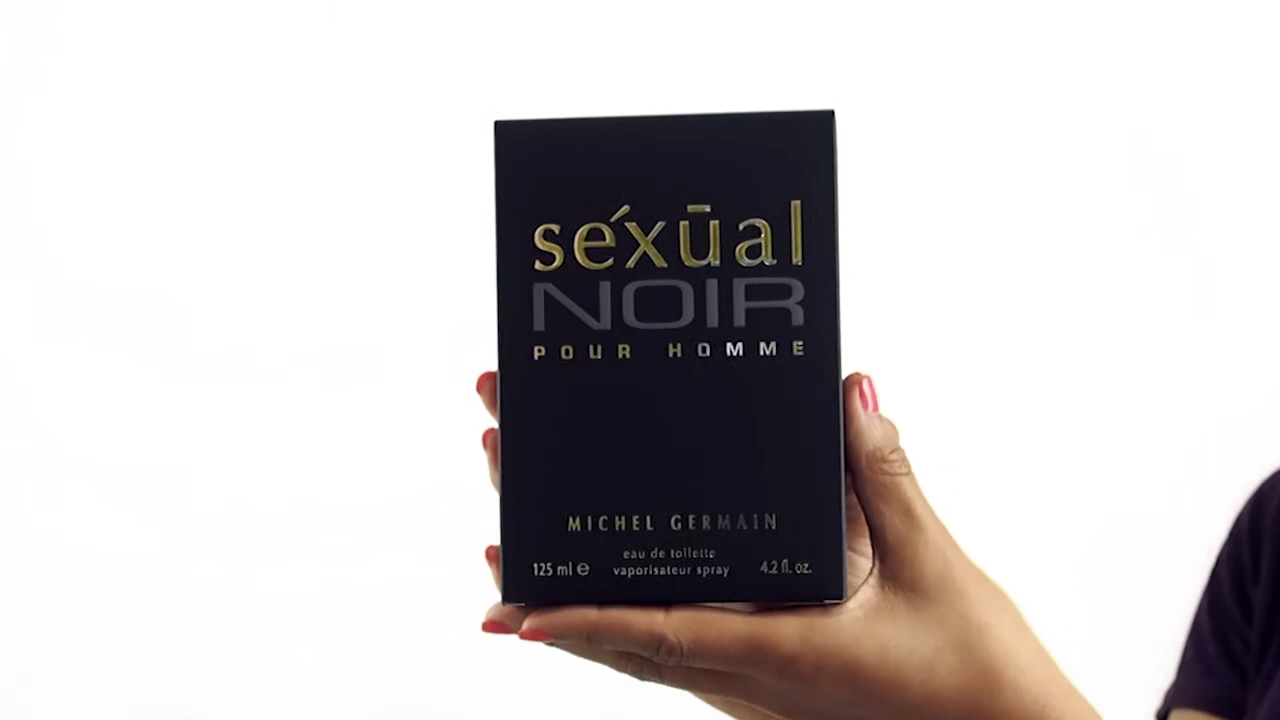 séxūal
NOIR
POUR HOMME
MICHEL GERMAIN
eau de toilette
125 ml ℮ vaporisateur spray 4.2 fl. oz.